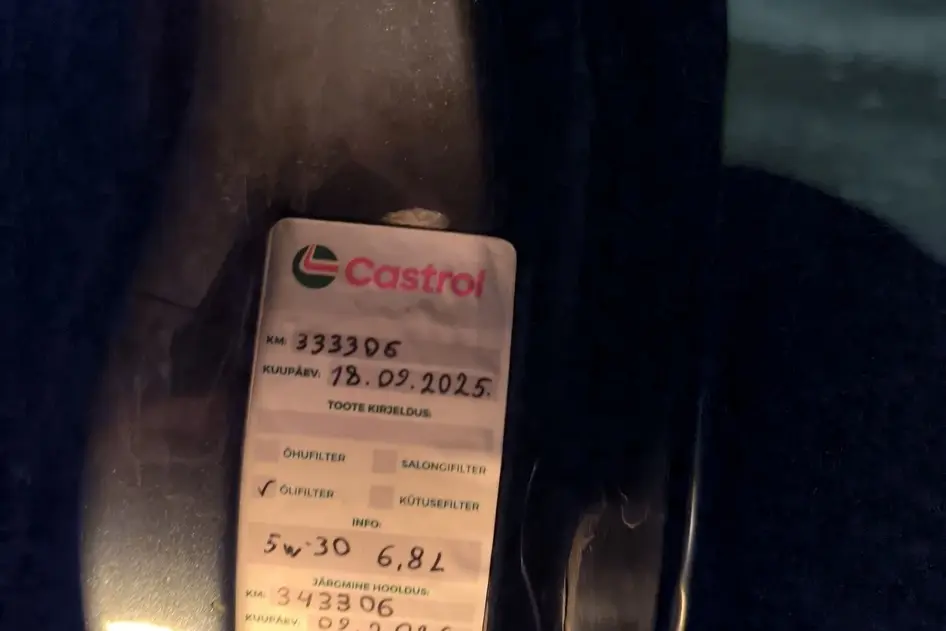 Castrol
KM: 333306
KUUPÄEV: 18.09.2025.
TOOTE KIRJELDUS:
ÕHUFILTER SALONGIFILTER
✓ ÕLIFILTER KÜTUSEFILTER
INFO:
5w-30 6,8L
JÄRGMINE HOOLDUS:
KM: 343306
KUUPÄEV: